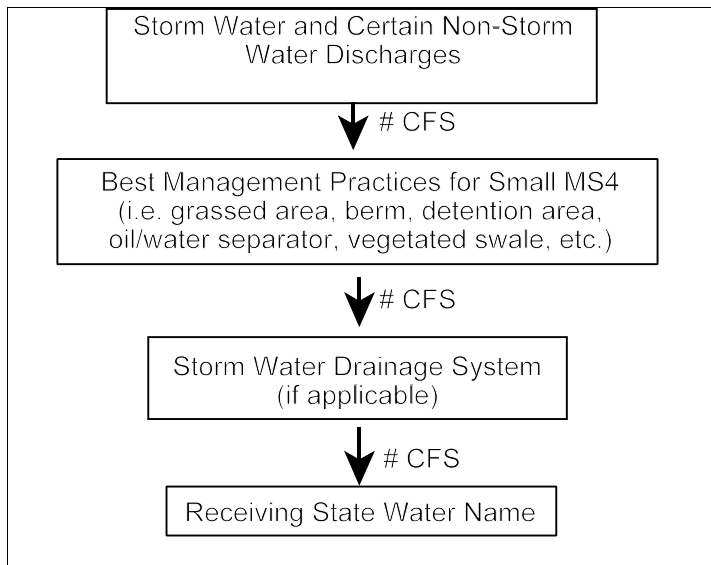 Storm Water and Certain Non-Storm
Water Discharges
# CFS
Best Management Practices for Small MS4
(i.e. grassed area, berm, detention area,
oil/water separator, vegetated swale, etc.)
# CFS
Storm Water Drainage System
(if applicable)
# CFS
Receiving State Water Name